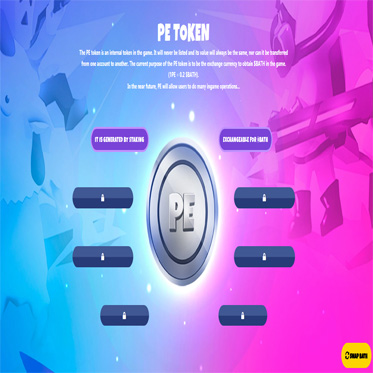 PE TOKEN
The PE token is an internal token in the game. It will never be listed and its value will always be the same, nor can it be transferred
from one account to another. The current purpose of the PE token is to be the exchange currency to obtain $BATH in the game.
(1PE = 0.2 $BATH).
In the near future, PE will allow users to do many ingame operations...
IT IS GENERATED BY STAKING
EXCHANGEABLE FOR $BATH
PE
SWAP BATH